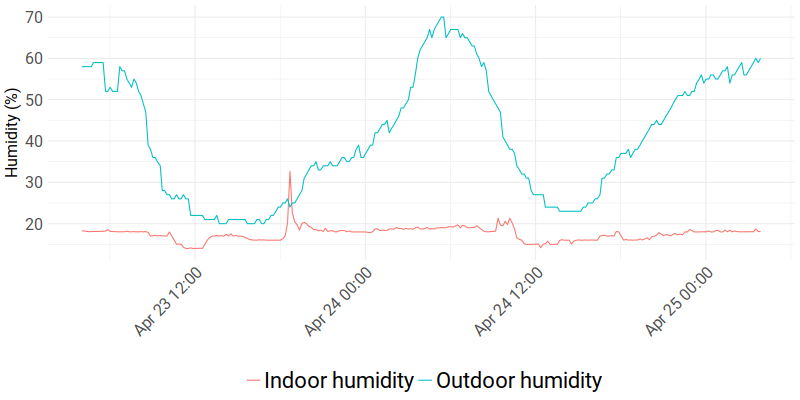 Humidity (%)
70
60
50
40
30
20
Apr 23 12:00
Apr 24 00:00
Apr 24 12:00
Apr 25 00:00
Indoor humidity
Outdoor humidity